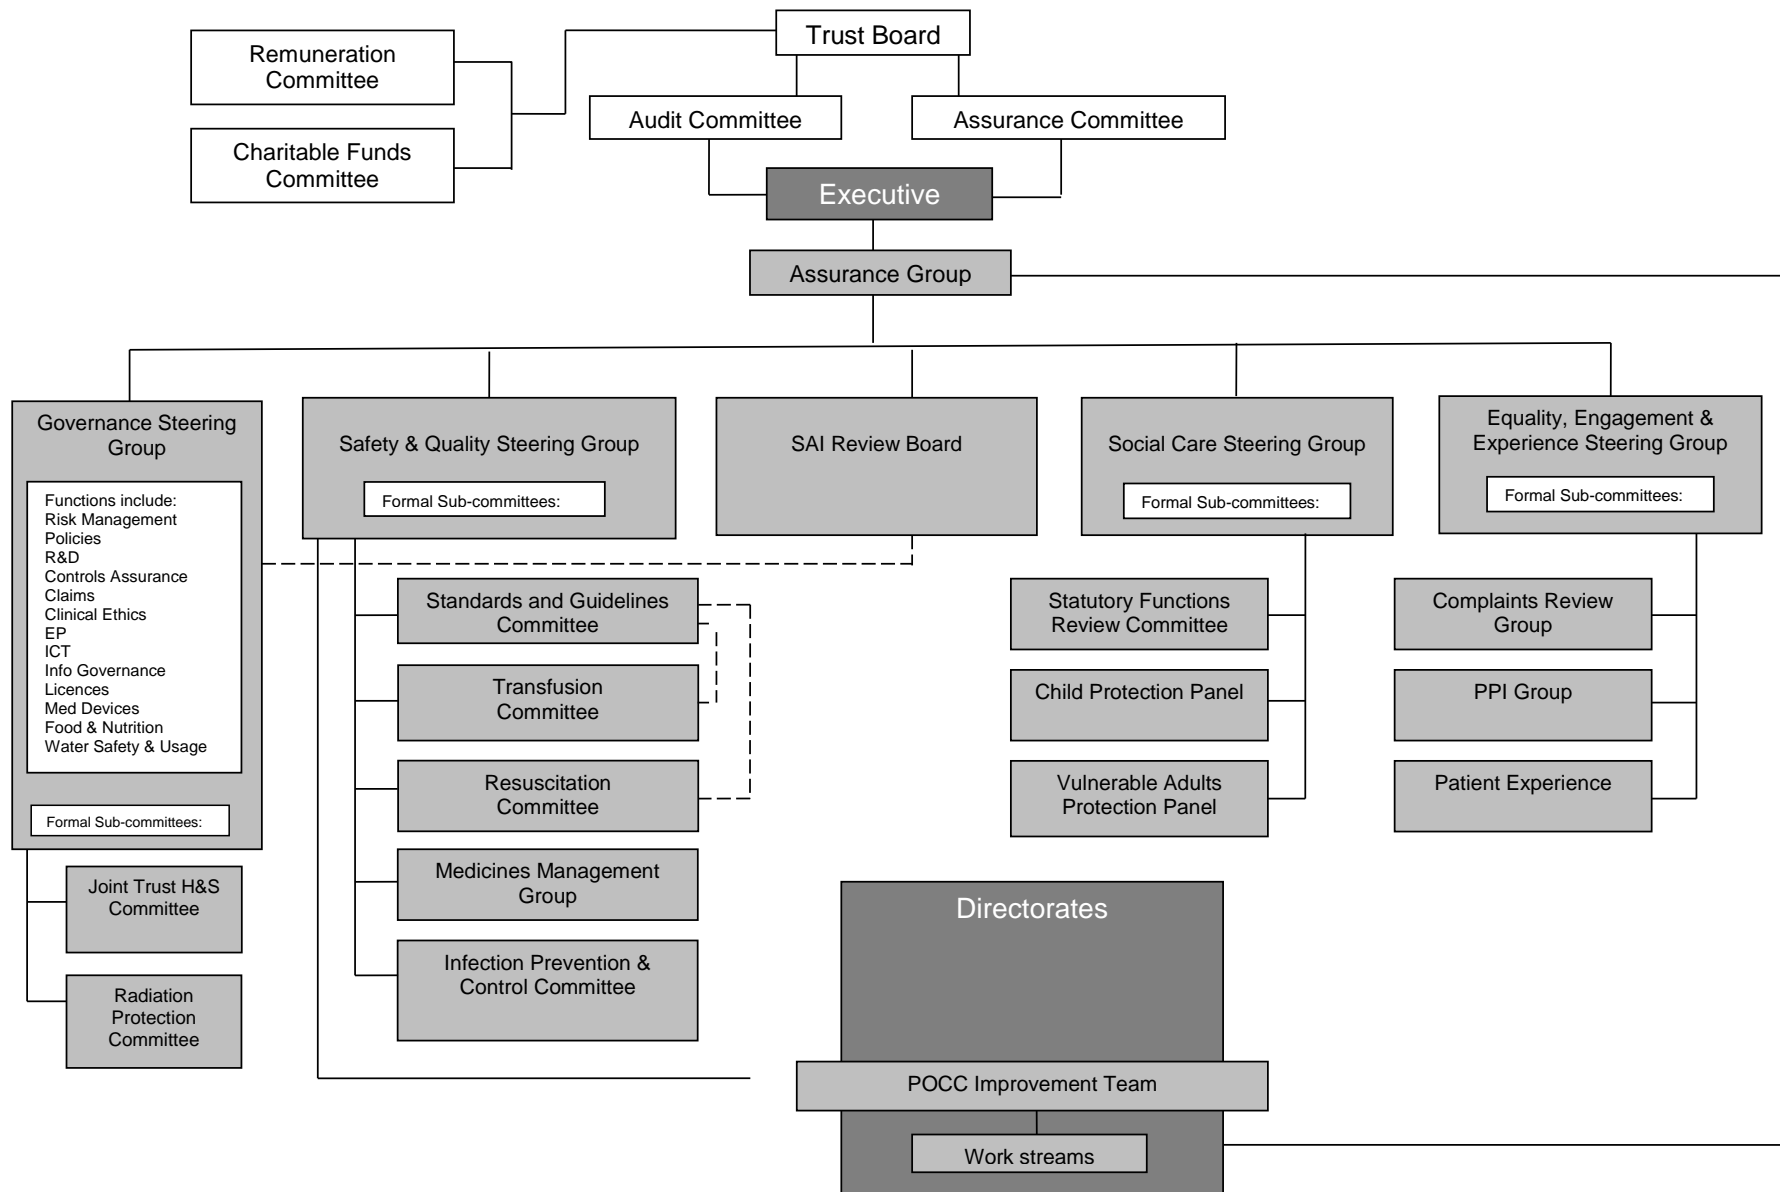 Trust Board
Remuneration
Committee
Audit Committee
Assurance Committee
Charitable Funds
Committee
Executive
Assurance Group
Governance Steering
Group
Functions include:
Risk Management
Policies
R&D
Controls Assurance
Claims
Clinical Ethics
EP
ICT
Info Governance
Licences
Med Devices
Food & Nutrition
Water Safety & Usage
Formal Sub-committees:
Joint Trust H&S
Committee
Radiation
Protection
Committee
Safety & Quality Steering Group
Formal Sub-committees:
Standards and Guidelines
Committee
Transfusion
Committee
Resuscitation
Committee
Medicines Management
Group
Infection Prevention &
Control Committee
SAI Review Board
Social Care Steering Group
Formal Sub-committees:
Statutory Functions
Review Committee
Child Protection Panel
Vulnerable Adults
Protection Panel
Equality, Engagement &
Experience Steering Group
Formal Sub-committees:
Complaints Review
Group
PPI Group
Patient Experience
Directorates
POCC Improvement Team
Work streams